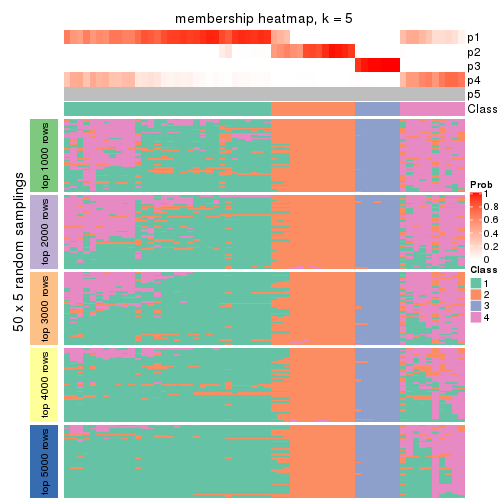 membership heatmap, k = 5
p1
p2
p3
p4
p5
Class
50 x 5 random samplings
top 1000 rows
top 2000 rows
top 3000 rows
top 4000 rows
top 5000 rows
Prob
1
0.8
0.6
0.4
0.2
0
Class
1
2
3
4